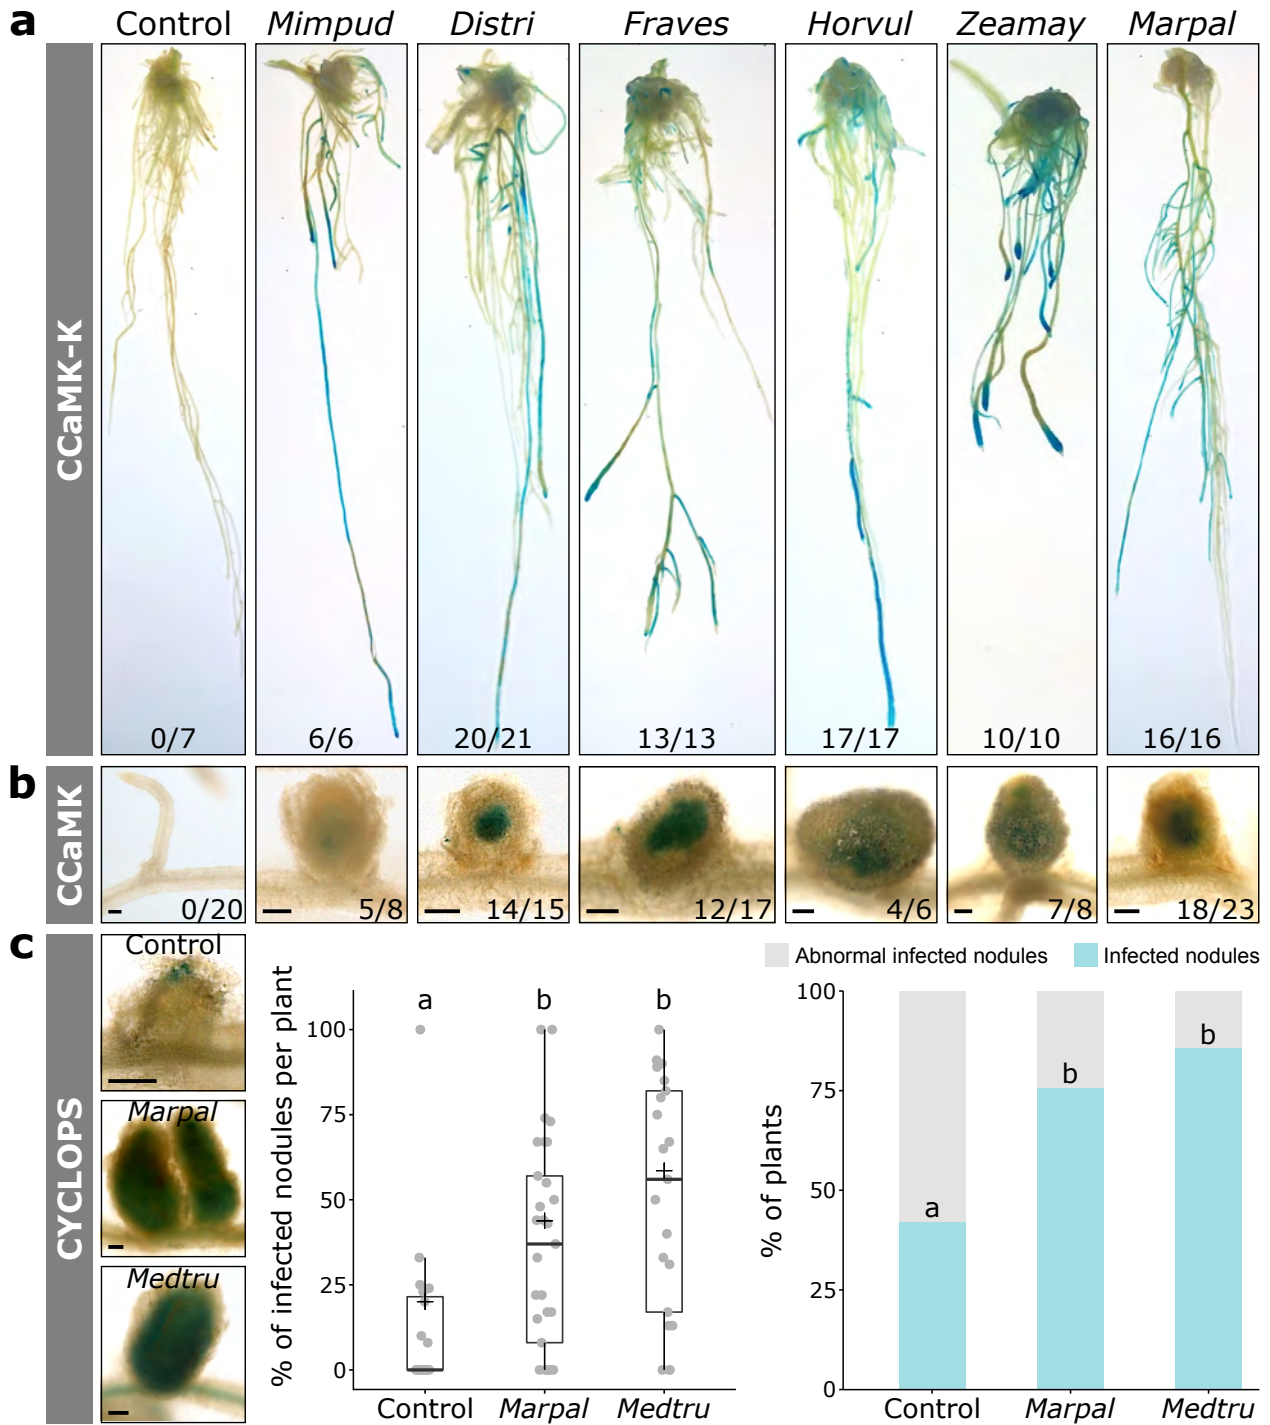 a
Control
Mimpud
Distri
Fraves
Horvul
Zeamay
Marpal
CCaMK-K
0/7
6/6
20/21
13/13
17/17
10/10
16/16
b
CCaMK
0/20
5/8
14/15
12/17
4/6
7/8
18/23
c
CYCLOPS
Control
Marpal
Medtru
% of infected nodules per plant
100
75
50
25
0
a
b
b
Control
Marpal
Medtru
Abnormal infected nodules
Infected nodules
% of plants
100
75
50
25
0
a
b
b
Control
Marpal
Medtru